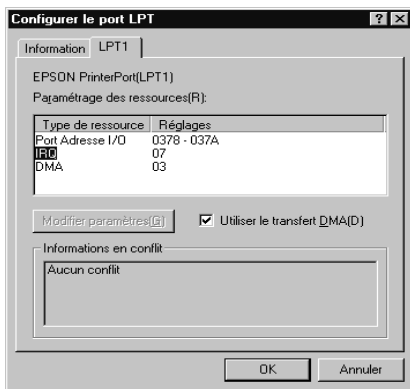 Configurer le port LPT
Information LPT1
EPSON PrinterPort(LPT1)
Paramétrage des ressources(R):
Type de ressource Réglages
Port Adresse I/O 0378 - 037A
IRQ 07
DMA 03
Modifier paramètres(G) Utiliser le transfert DMA(D)
Informations en conflit
Aucun conflit
OK Annuler